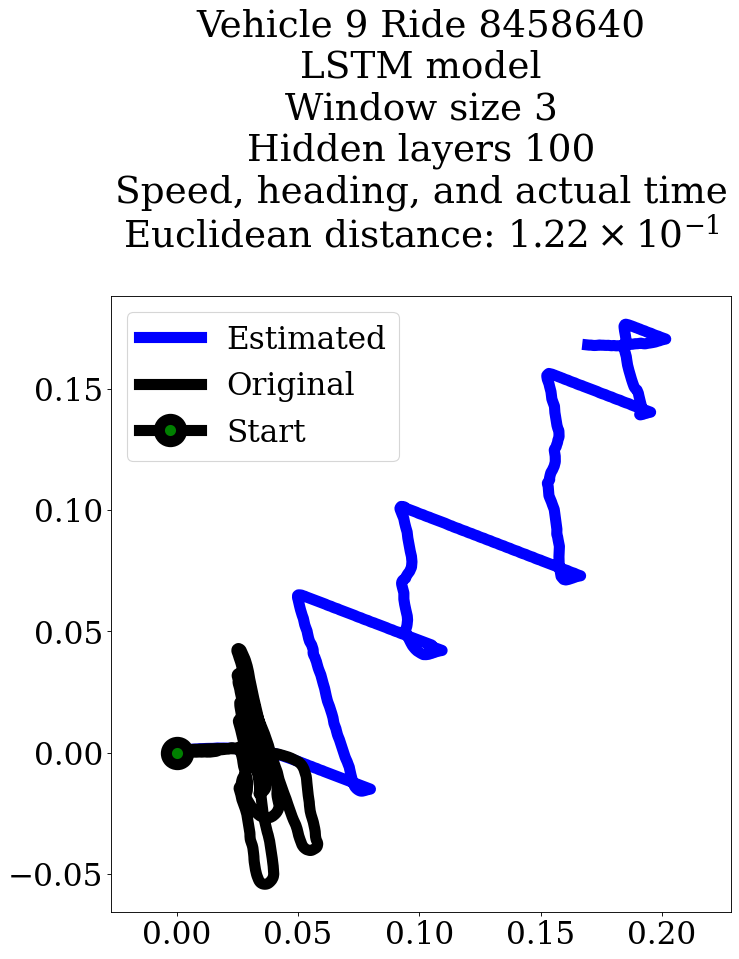 Vehicle 9 Ride 8458640
LSTM model
Window size 3
Hidden layers 100
Speed, heading, and actual time
Euclidean distance: 1.22 × 10⁻¹
Estimated
Original
Start
0.15
0.10
0.05
0.00
−0.05
0.00 0.05 0.10 0.15 0.20